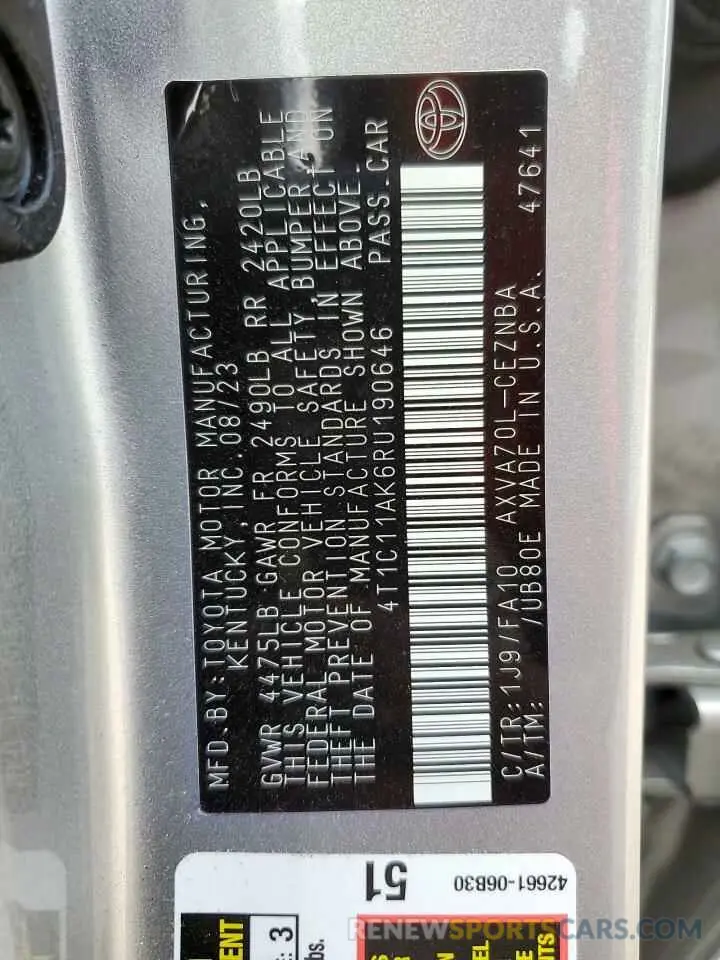 MFD.BY:TOYOTA MOTOR MANUFACTURING,
KENTUCKY,INC.08/23
GVWR 4475LB GAWR FR 2490LB RR 2420LB
THIS VEHICLE CONFORMS TO ALL APPLICABLE
FEDERAL MOTOR VEHICLE SAFETY,BUMPER,AND
THEFT PREVENTION STANDARDS IN EFFECT ON
THE DATE OF MANUFACTURE SHOWN ABOVE.
4T1C11AK6RU190646 PASS.CAR
C/TR:1J9/FA10 AXVA70L-CEZNBA
A/TM: /UB80E MADE IN U.S.A. 47641
51
42661-06B30
3
RENEWSPORTSCARS.COM